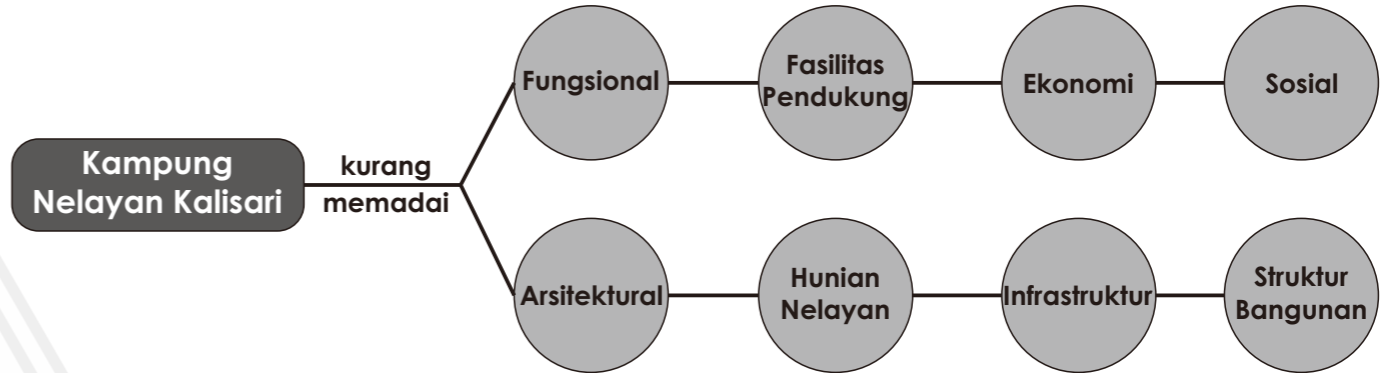 Kampung
Nelayan Kalisari
kurang
memadai
Fungsional
Fasilitas
Pendukung
Ekonomi
Sosial
Arsitektural
Hunian
Nelayan
Infrastruktur
Struktur
Bangunan